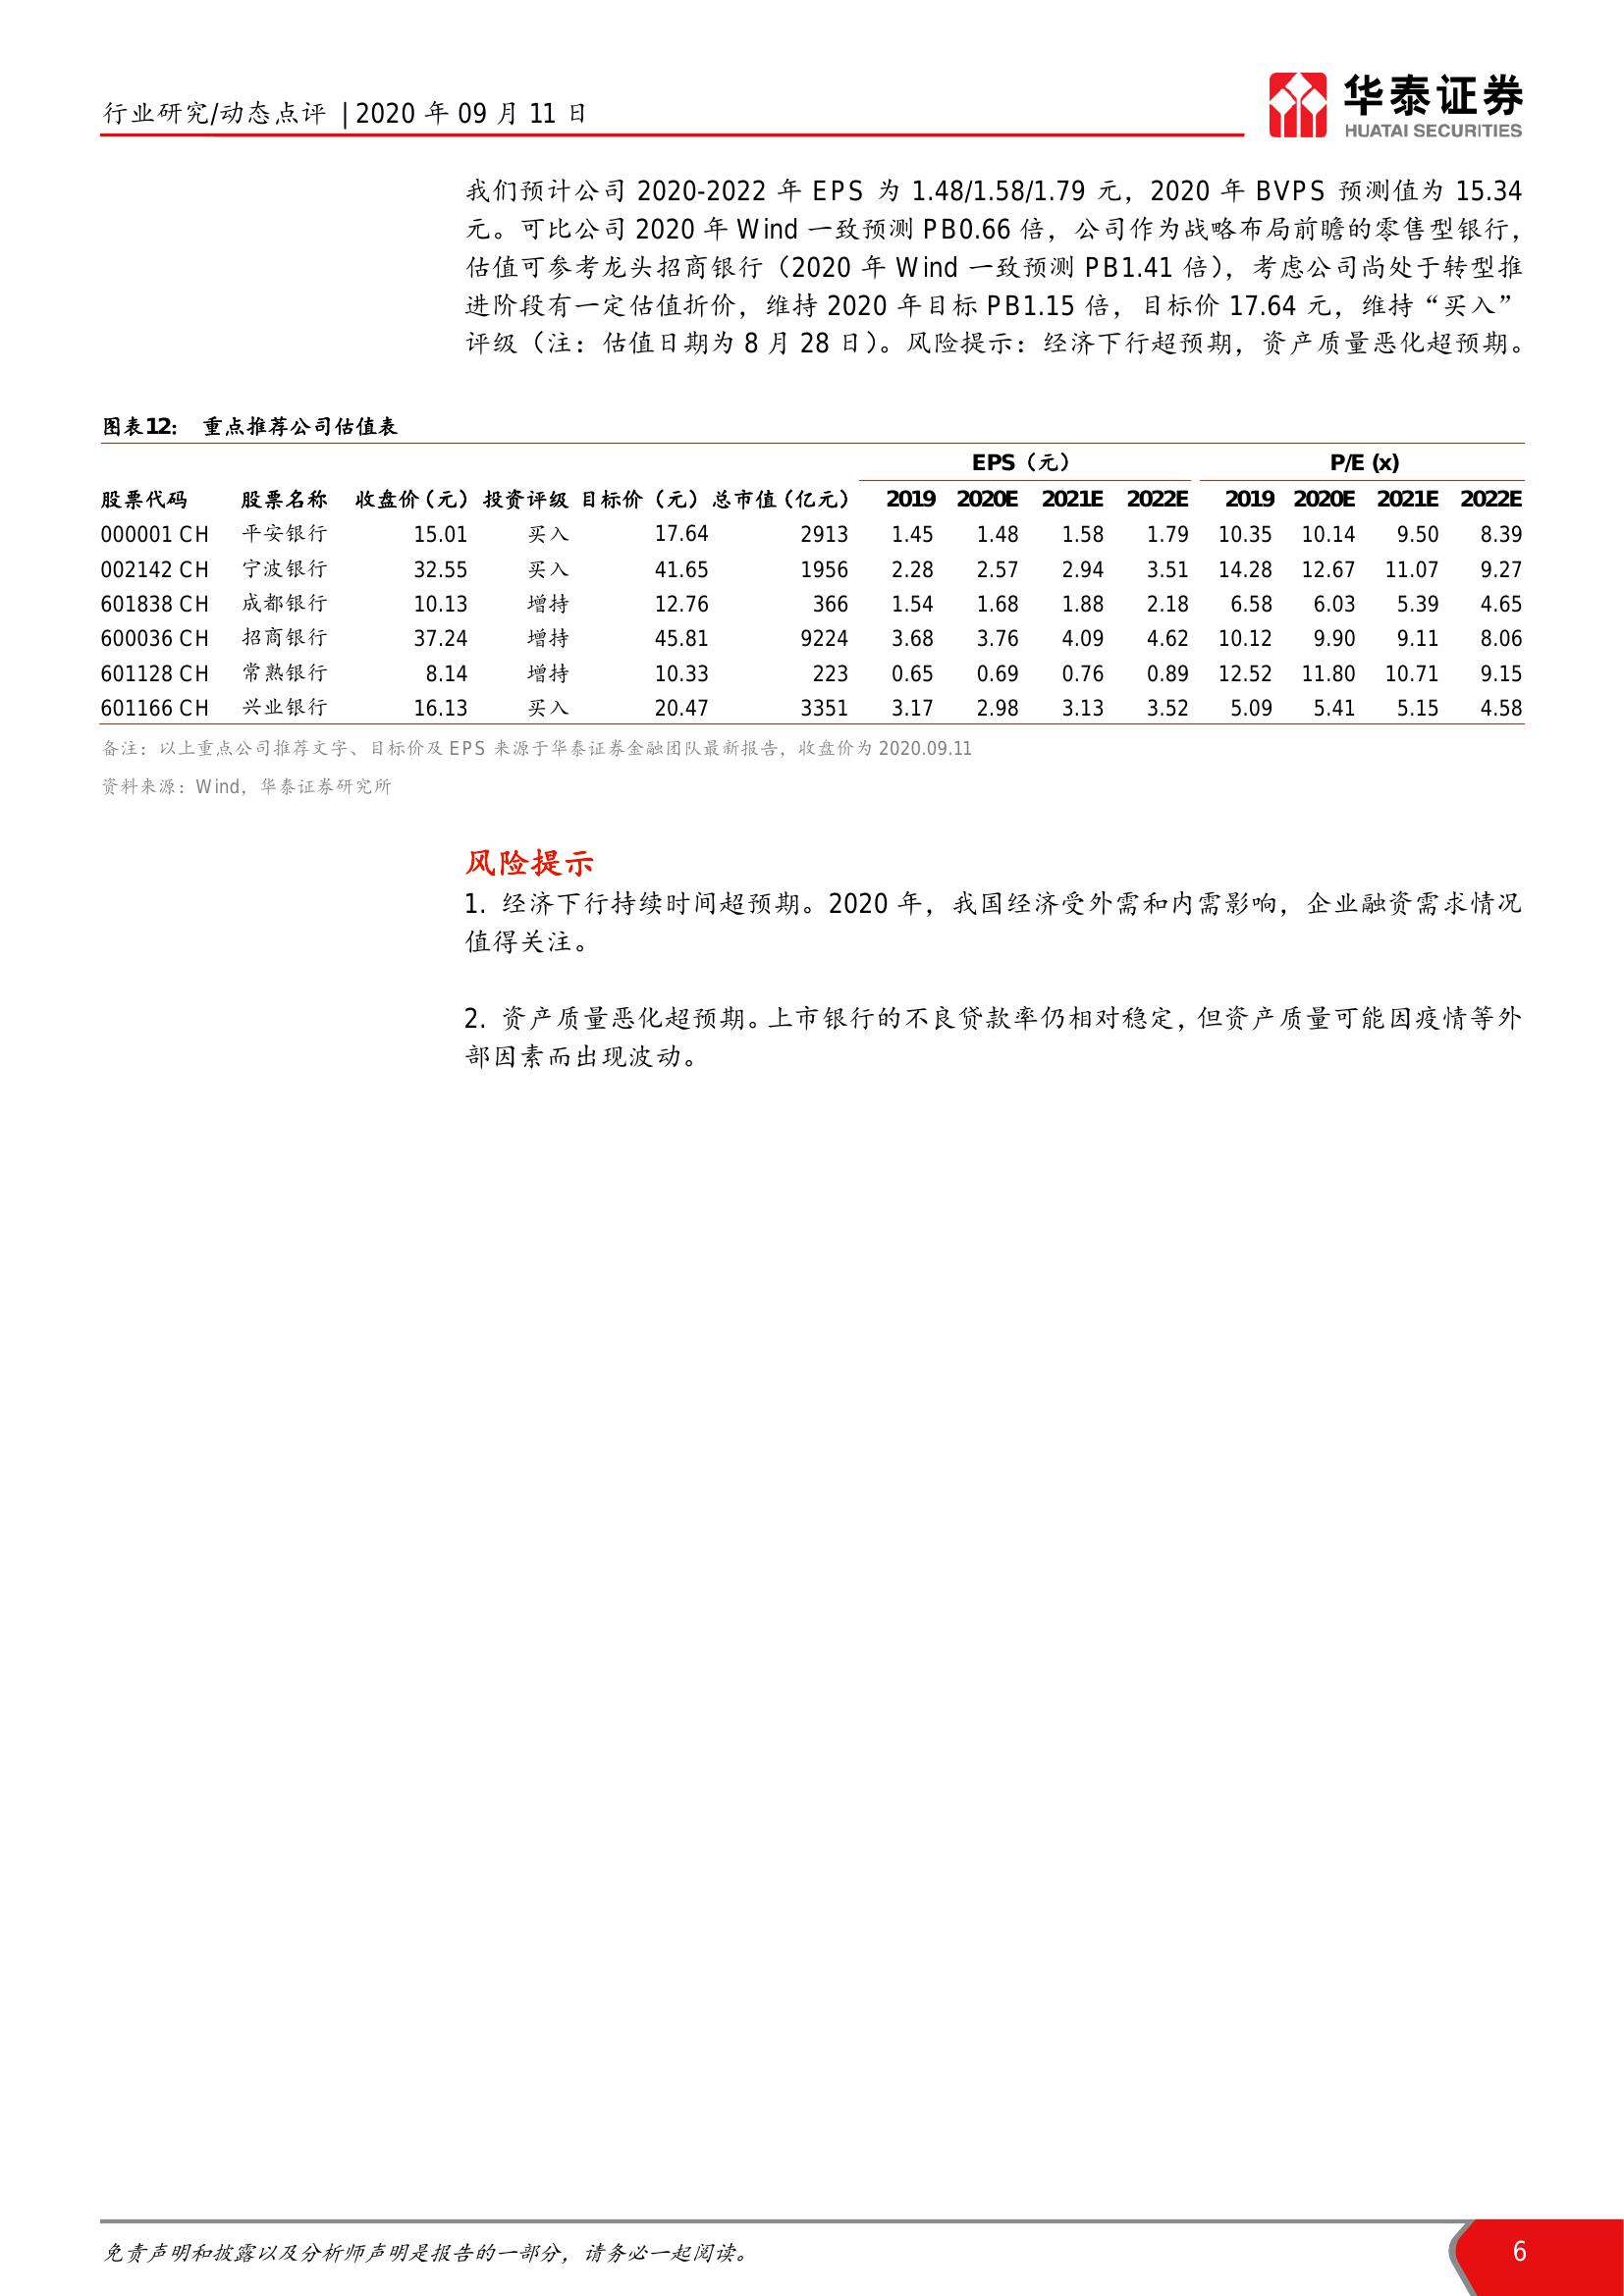 行业研究/动态点评 | 2020 年 09 月 11 日
华泰证券
HUATAI SECURITIES
我们预计公司 2020-2022 年 EPS 为 1.48/1.58/1.79 元，2020 年 BVPS 预测值为 15.34
元。可比公司 2020 年 Wind 一致预测 PB0.66 倍，公司作为战略布局前瞻的零售型银行，
估值可参考龙头招商银行（2020 年 Wind 一致预测 PB1.41 倍），考虑公司尚处于转型推
进阶段有一定估值折价，维持 2020 年目标 PB1.15 倍，目标价 17.64 元，维持“买入”
评级（注：估值日期为 8 月 28 日）。风险提示：经济下行超预期，资产质量恶化超预期。
图表12： 重点推荐公司估值表
EPS（元） P/E (x)
股票代码 股票名称 收盘价（元） 投资评级 目标价（元） 总市值（亿元） 2019 2020E 2021E 2022E 2019 2020E 2021E 2022E
000001 CH 平安银行 15.01 买入 17.64 2913 1.45 1.48 1.58 1.79 10.35 10.14 9.50 8.39
002142 CH 宁波银行 32.55 买入 41.65 1956 2.28 2.57 2.94 3.51 14.28 12.67 11.07 9.27
601838 CH 成都银行 10.13 增持 12.76 366 1.54 1.68 1.88 2.18 6.58 6.03 5.39 4.65
600036 CH 招商银行 37.24 增持 45.81 9224 3.68 3.76 4.09 4.62 10.12 9.90 9.11 8.06
601128 CH 常熟银行 8.14 增持 10.33 223 0.65 0.69 0.76 0.89 12.52 11.80 10.71 9.15
601166 CH 兴业银行 16.13 买入 20.47 3351 3.17 2.98 3.13 3.52 5.09 5.41 5.15 4.58
备注：以上重点公司推荐文字、目标价及 EPS 来源于华泰证券金融团队最新报告，收盘价为 2020.09.11
资料来源：Wind，华泰证券研究所
风险提示
1. 经济下行持续时间超预期。2020 年，我国经济受外需和内需影响，企业融资需求情况
值得关注。
2. 资产质量恶化超预期。上市银行的不良贷款率仍相对稳定，但资产质量可能因疫情等外
部因素而出现波动。
免责声明和披露以及分析师声明是报告的一部分，请务必一起阅读。
6